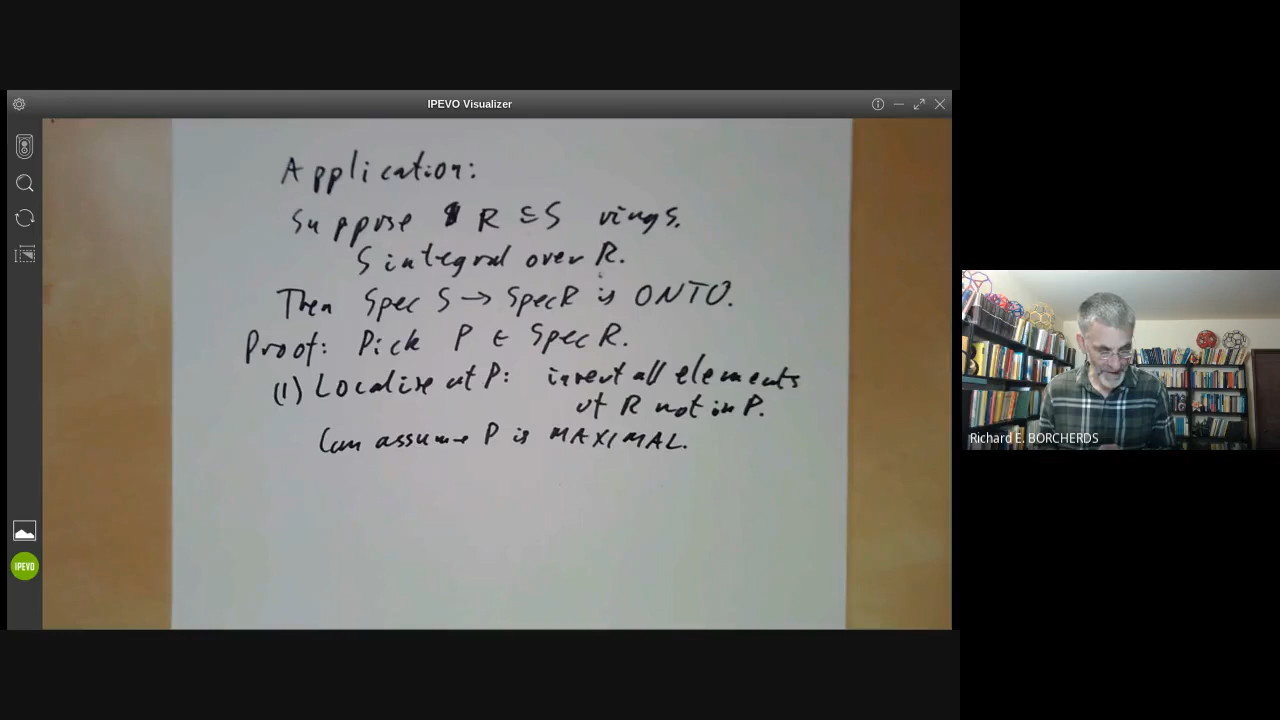 IPEVO Visualizer
Application:
Suppose R ⊆ S rings.
S integral over R.
Then Spec S → Spec R is ONTO.
Proof: Pick P ∈ Spec R.
(1) Localize at P: invert all elements
of R not in P.
Can assume P is MAXIMAL.
Richard E. BORCHERDS
IPEVO